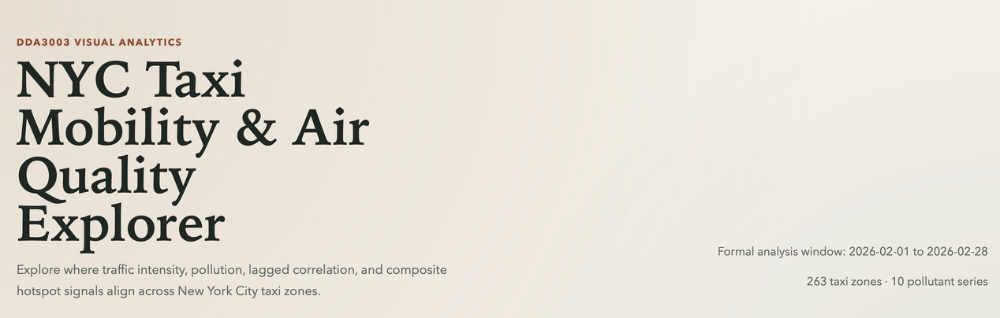 DDA3003 VISUAL ANALYTICS
NYC Taxi
Mobility & Air
Quality
Explorer
Explore where traffic intensity, pollution, lagged correlation, and composite
hotspot signals align across New York City taxi zones.
Formal analysis window: 2026-02-01 to 2026-02-28
263 taxi zones · 10 pollutant series